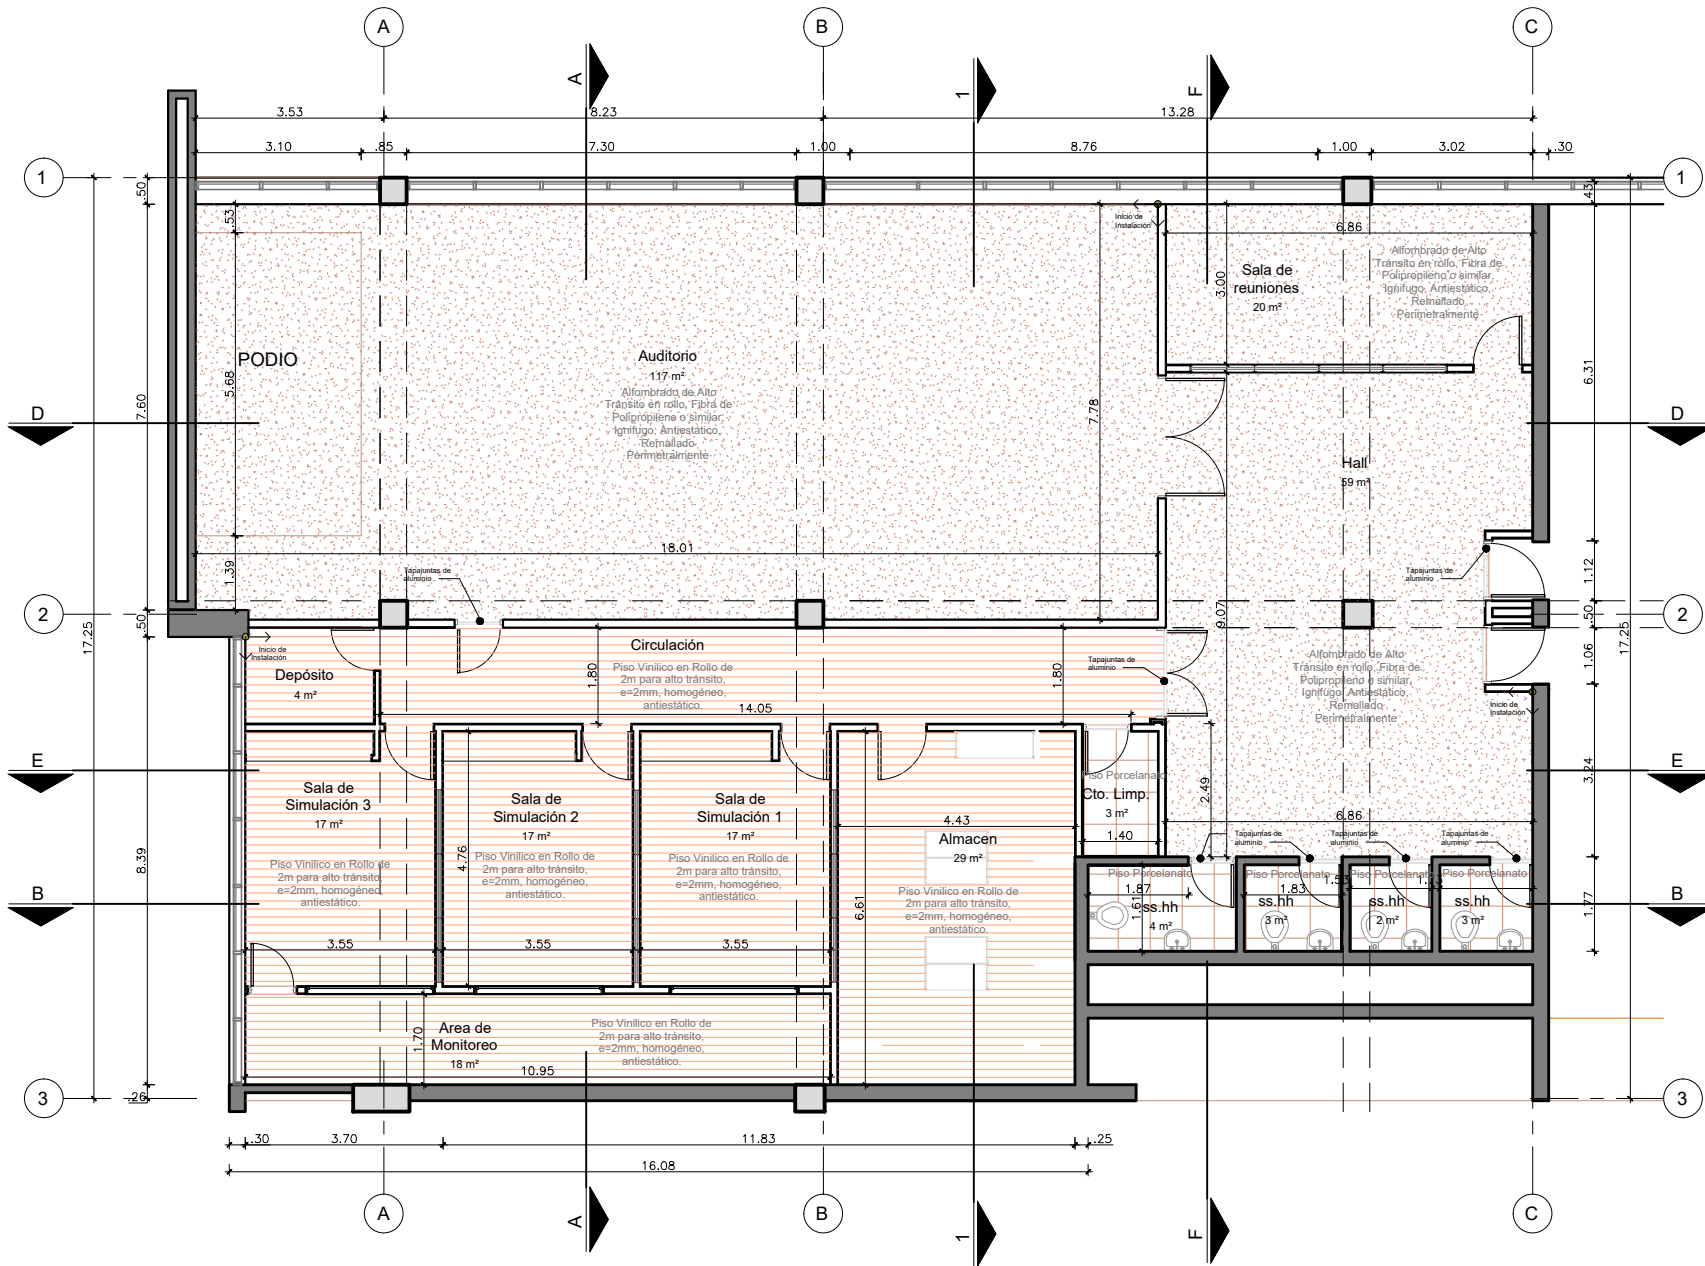 A
B
C
A
1
F
3.53
8.23
13.28
3.10
.85
7.30
1.00
8.76
1.00
3.02
.30
1
1
.50
.53
.43
Inicio de
Instalación
6.86
Sala de
reuniones
20 m²
3.00
Alfombrado de Alto
Tránsito en rollo, Fibra de
Polipropileno o similar,
Ignifugo, Antiestático,
Remallado
Perimetralmente
PODIO
Auditorio
117 m²
Alfombrado de Alto
Tránsito en rollo, Fibra de
Polipropileno o similar,
Ignifugo, Antiestático,
Remallado
Perimetralmente
5.68
7.60
7.78
6.31
D
D
Hall
59 m²
18.01
1.39
Tapajuntas de
aluminio
Tapajuntas de
aluminio
1.12
2
2
.50
.50
17.25
17.25
9.07
Circulación
Inicio de
Instalación
Depósito
4 m²
Piso Vinilico en Rollo de
2m para alto tránsito,
e=2mm, homogéneo,
antiestático.
1.80
1.80
Tapajuntas de
aluminio
Alfombrado de Alto
Tránsito en rollo, Fibra de
Polipropileno o similar,
Ignifugo, Antiestático,
Remallado
Perimetralmente
1.06
Inicio de
Instalación
14.05
E
E
3.24
2.49
Piso Porcelanato
Cto. Limp.
3 m²
1.40
6.86
Sala de
Simulación 3
17 m²
Piso Vinilico en Rollo de
2m para alto tránsito,
e=2mm, homogéneo,
antiestático.
Sala de
Simulación 2
17 m²
Piso Vinilico en Rollo de
2m para alto tránsito,
e=2mm, homogéneo,
antiestático.
Sala de
Simulación 1
17 m²
Piso Vinilico en Rollo de
2m para alto tránsito,
e=2mm, homogéneo,
antiestático.
4.43
Almacen
29 m²
Piso Vinilico en Rollo de
2m para alto tránsito,
e=2mm, homogéneo,
antiestático.
4.76
6.61
8.39
Tapajuntas de
aluminio
Tapajuntas de
aluminio
Tapajuntas de
aluminio
Piso Porcelanato
Piso Porcelanato
Piso Porcelanato
Piso Porcelanato
1.87
1.83
1.53
1.61
1.77
ss.hh
4 m²
ss.hh
3 m²
ss.hh
2 m²
ss.hh
3 m²
B
B
3.55
3.55
3.55
Area de
Monitoreo
18 m²
Piso Vinilico en Rollo de
2m para alto tránsito,
e=2mm, homogéneo,
antiestático.
1.70
10.95
3
3
.26
.30
3.70
11.83
.25
16.08
A
B
C
A
1
F